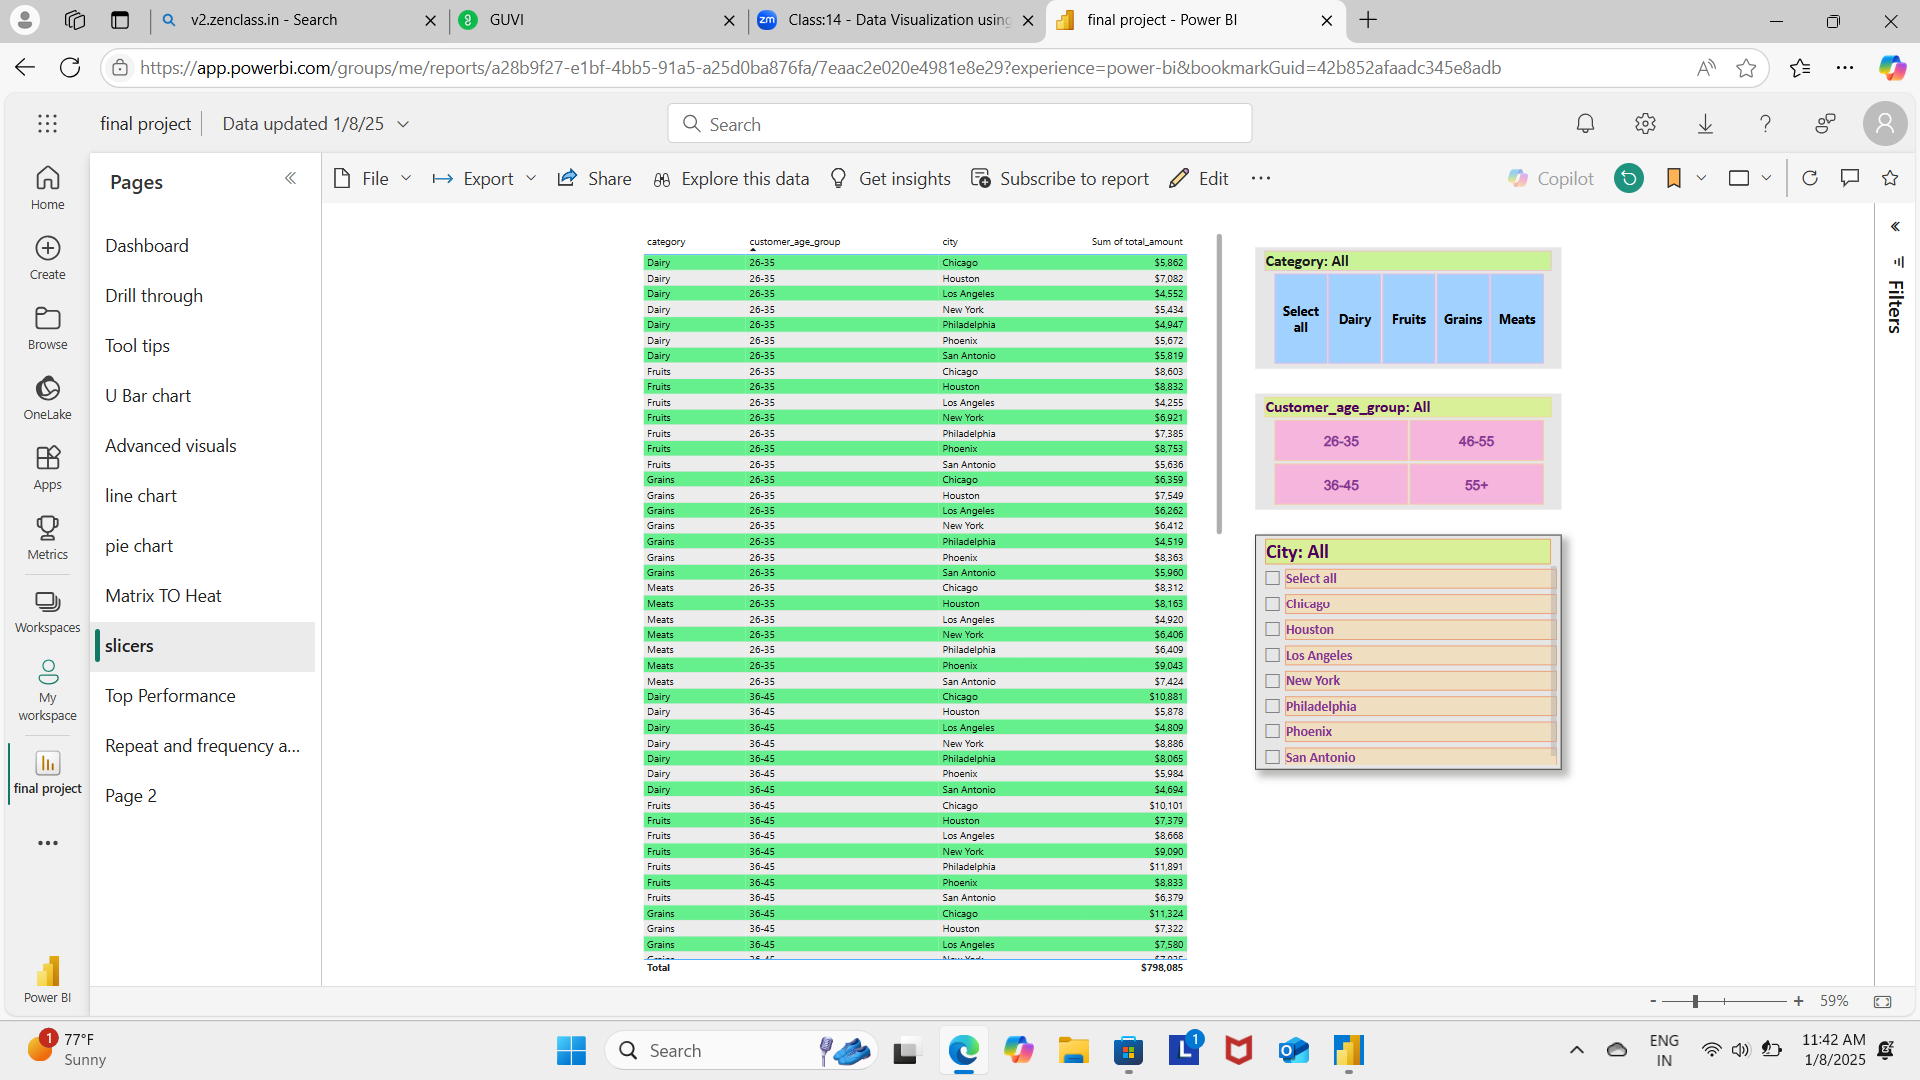 v2.zenclass.in - Search
GUVI
Class:14 - Data Visualization using
final project - Power BI
https://app.powerbi.com/groups/me/reports/a28b9f27-e1bf-4bb5-91a5-a25d0ba876fa/7eaac2e020e4981e8e29?experience=power-bi&bookmarkGuid=42b852afaadc345e8adb
final project
Data updated 1/8/25
Search
Home
Create
Browse
OneLake
Apps
Metrics
Workspaces
My workspace
final project
Power BI
Pages
Dashboard
Drill through
Tool tips
U Bar chart
Advanced visuals
line chart
pie chart
Matrix TO Heat
slicers
Top Performance
Repeat and frequency a...
Page 2
File
Export
Share
Explore this data
Get insights
Subscribe to report
Edit
Copilot
category customer_age_group city Sum of total_amount
Dairy 26-35 Chicago $5,862
Dairy 26-35 Houston $7,082
Dairy 26-35 Los Angeles $4,552
Dairy 26-35 New York $5,434
Dairy 26-35 Philadelphia $4,947
Dairy 26-35 Phoenix $5,672
Dairy 26-35 San Antonio $5,819
Fruits 26-35 Chicago $8,603
Fruits 26-35 Houston $8,832
Fruits 26-35 Los Angeles $4,255
Fruits 26-35 New York $6,921
Fruits 26-35 Philadelphia $7,385
Fruits 26-35 Phoenix $8,753
Fruits 26-35 San Antonio $5,636
Grains 26-35 Chicago $6,359
Grains 26-35 Houston $7,549
Grains 26-35 Los Angeles $6,262
Grains 26-35 New York $6,412
Grains 26-35 Philadelphia $4,519
Grains 26-35 Phoenix $8,363
Grains 26-35 San Antonio $5,960
Meats 26-35 Chicago $8,312
Meats 26-35 Houston $8,163
Meats 26-35 Los Angeles $4,920
Meats 26-35 New York $6,406
Meats 26-35 Philadelphia $6,409
Meats 26-35 Phoenix $9,043
Meats 26-35 San Antonio $7,424
Dairy 36-45 Chicago $10,881
Dairy 36-45 Houston $5,878
Dairy 36-45 Los Angeles $4,809
Dairy 36-45 New York $8,886
Dairy 36-45 Philadelphia $8,065
Dairy 36-45 Phoenix $5,984
Dairy 36-45 San Antonio $4,694
Fruits 36-45 Chicago $10,101
Fruits 36-45 Houston $7,379
Fruits 36-45 Los Angeles $8,668
Fruits 36-45 New York $9,090
Fruits 36-45 Philadelphia $11,891
Fruits 36-45 Phoenix $8,833
Fruits 36-45 San Antonio $6,379
Grains 36-45 Chicago $11,324
Grains 36-45 Houston $7,322
Grains 36-45 Los Angeles $7,580
Total $798,085
Category: All
Select all
Dairy
Fruits
Grains
Meats
Customer_age_group: All
26-35 46-55
36-45 55+
City: All
Select all
Chicago
Houston
Los Angeles
New York
Philadelphia
Phoenix
San Antonio
Filters
- + 59%
1
77°F
Sunny
Search
1
ENG
IN
11:42 AM
1/8/2025